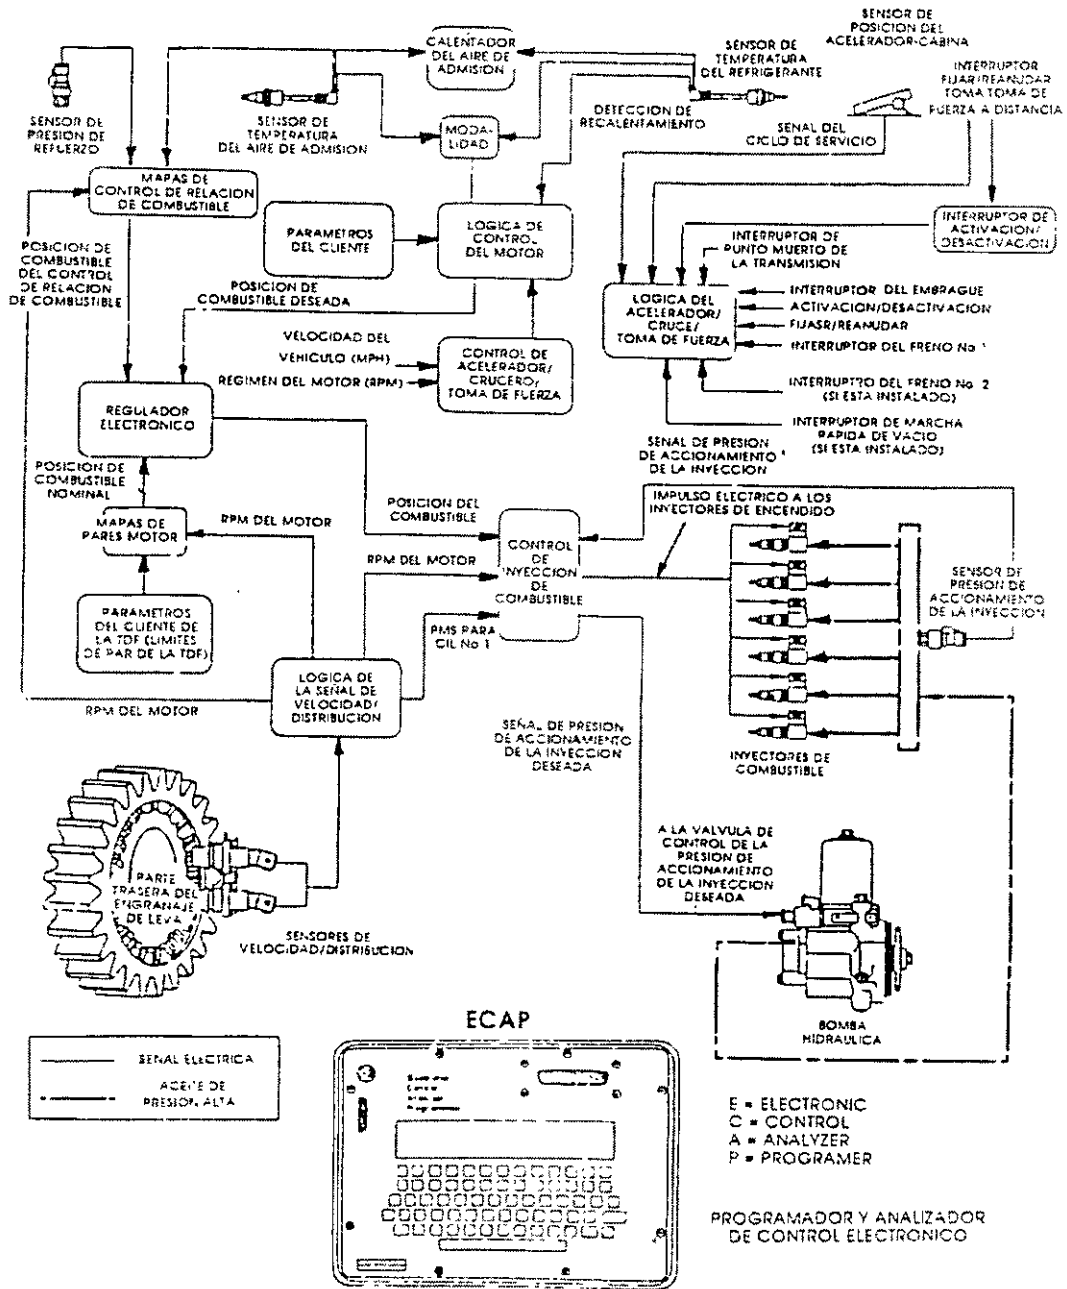 SENSOR DE
POSICION DEL
ACELERADOR-CABINA
CALENTADOR
DEL AIRE DE
ADMISION
SENSOR DE
TEMPERATURA
DEL REFRIGERANTE
INTERRUPTOR
FIJAR/REANUDAR
TOMA TOMA DE
FUERZA A DISTANCIA
SENSOR DE
PRESION DE
REFUERZO
SENSOR DE
TEMPERATURA
DEL AIRE DE ADMISION
MODA-
LIDAD
DETECCION DE
RECALENTAMIENTO
SENAL DEL
CICLO DE SERVICIO
MAPAS DE
CONTROL DE RELACION
DE COMBUSTIBLE
PARAMETROS
DEL CLIENTE
LOGICA DE
CONTROL
DEL MOTOR
INTERRUPTOR DE
ACTIVACION/
DESACTIVACION
INTERRUPTOR DE
PUNTO MUERTO DE
LA TRANSMISION
POSICION DE
COMBUSTIBLE
DEL CONTROL
DE RELACION
DE COMBUSTIBLE
POSICION DE
COMBUSTIBLE DESEADA
LOGICA DEL
ACELERADOR/
CRUCE/
TOMA DE FUERZA
INTERRUPTOR DEL EMBRAGUE
ACTIVACION/DESACTIVACION
FIJASR/REANUDAR
INTERRUPTOR DEL FRENO No 1
VELOCIDAD DEL
VEHICULO (MPH)
REGIMEN DEL MOTOR (RPM)
CONTROL DE
ACELERADOR/
CRUCERO/
TOMA DE FUERZA
INTERRUPTRO DEL FRENO No 2
(SI ESTA INSTALADO)
INTERRUPTOR DE MARCHA
RAPIDA DE VACIO
(SI ESTA INSTALADO)
REGULADOR
ELECTRONICO
SENAL DE PRESION
DE ACCIONAMIENTO
DE LA INYECCION
POSICION DE
COMBUSTIBLE
NOMINAL
IMPULSO ELECTRICO A LOS
INYECTORES DE ENCENDIDO
POSICION DEL
COMBUSTIBLE
MAPAS DE
PARES MOTOR
RPM DEL MOTOR
CONTROL
DE
INYECCION
DE
COMBUSTIBLE
RPM DEL MOTOR
SENSOR DE
PRESION DE
ACCIONAMIENTO
DE LA INYECCION
PARAMETROS
DEL CLIENTE DE
LA TDF (LIMITES
DE PAR DE LA TDF)
PMS PARA
CIL No 1
LOGICA DE
LA SEÑAL DE
VELOCIDAD/
DISTRIBUCION
RPM DEL MOTOR
SEÑAL DE PRESION
DE ACCIONAMIENTO
DE LA INYECCION
DESEADA
INYECTORES DE
COMBUSTIBLE
A LA VALVULA DE
CONTROL DE LA
PRESION DE
ACCIONAMIENTO
DE LA INYECCION
DESEADA
PARTE
TRASERA DEL
ENGRANAJE
DE LEVA
SENSORES DE
VELOCIDAD/DISTRIBUCION
BOMBA
HIDRAULICA
ECAP
SENAL ELECTRICA
ACEITE DE
PRESION ALTA
E = ELECTRONIC
C = CONTROL
A = ANALYZER
P = PROGRAMER
PROGRAMADOR Y ANALIZADOR
DE CONTROL ELECTRONICO